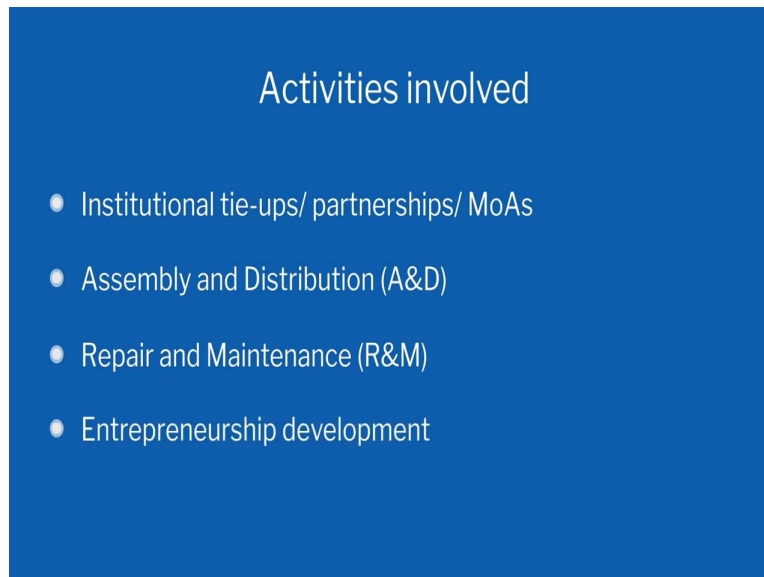 Activities involved
Institutional tie-ups/ partnerships/ MoAs
Assembly and Distribution (A&D)
Repair and Maintenance (R&M)
Entrepreneurship development